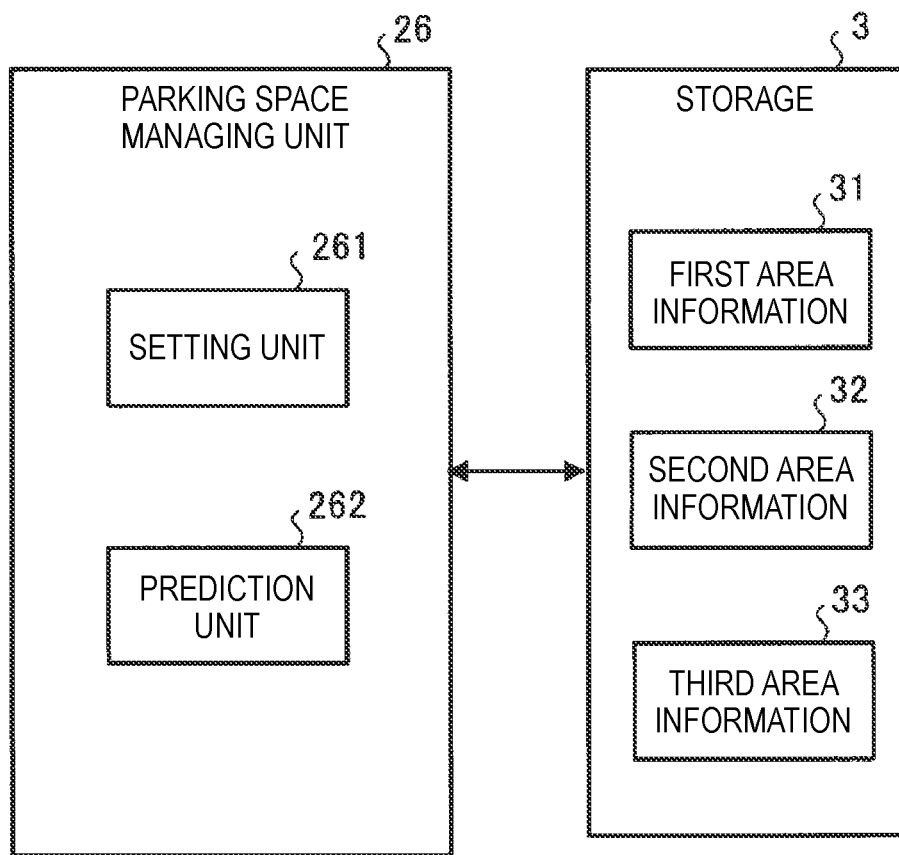 26
PARKING SPACE
MANAGING UNIT
261
SETTING UNIT
262
PREDICTION
UNIT
3
STORAGE
31
FIRST AREA
INFORMATION
32
SECOND AREA
INFORMATION
33
THIRD AREA
INFORMATION